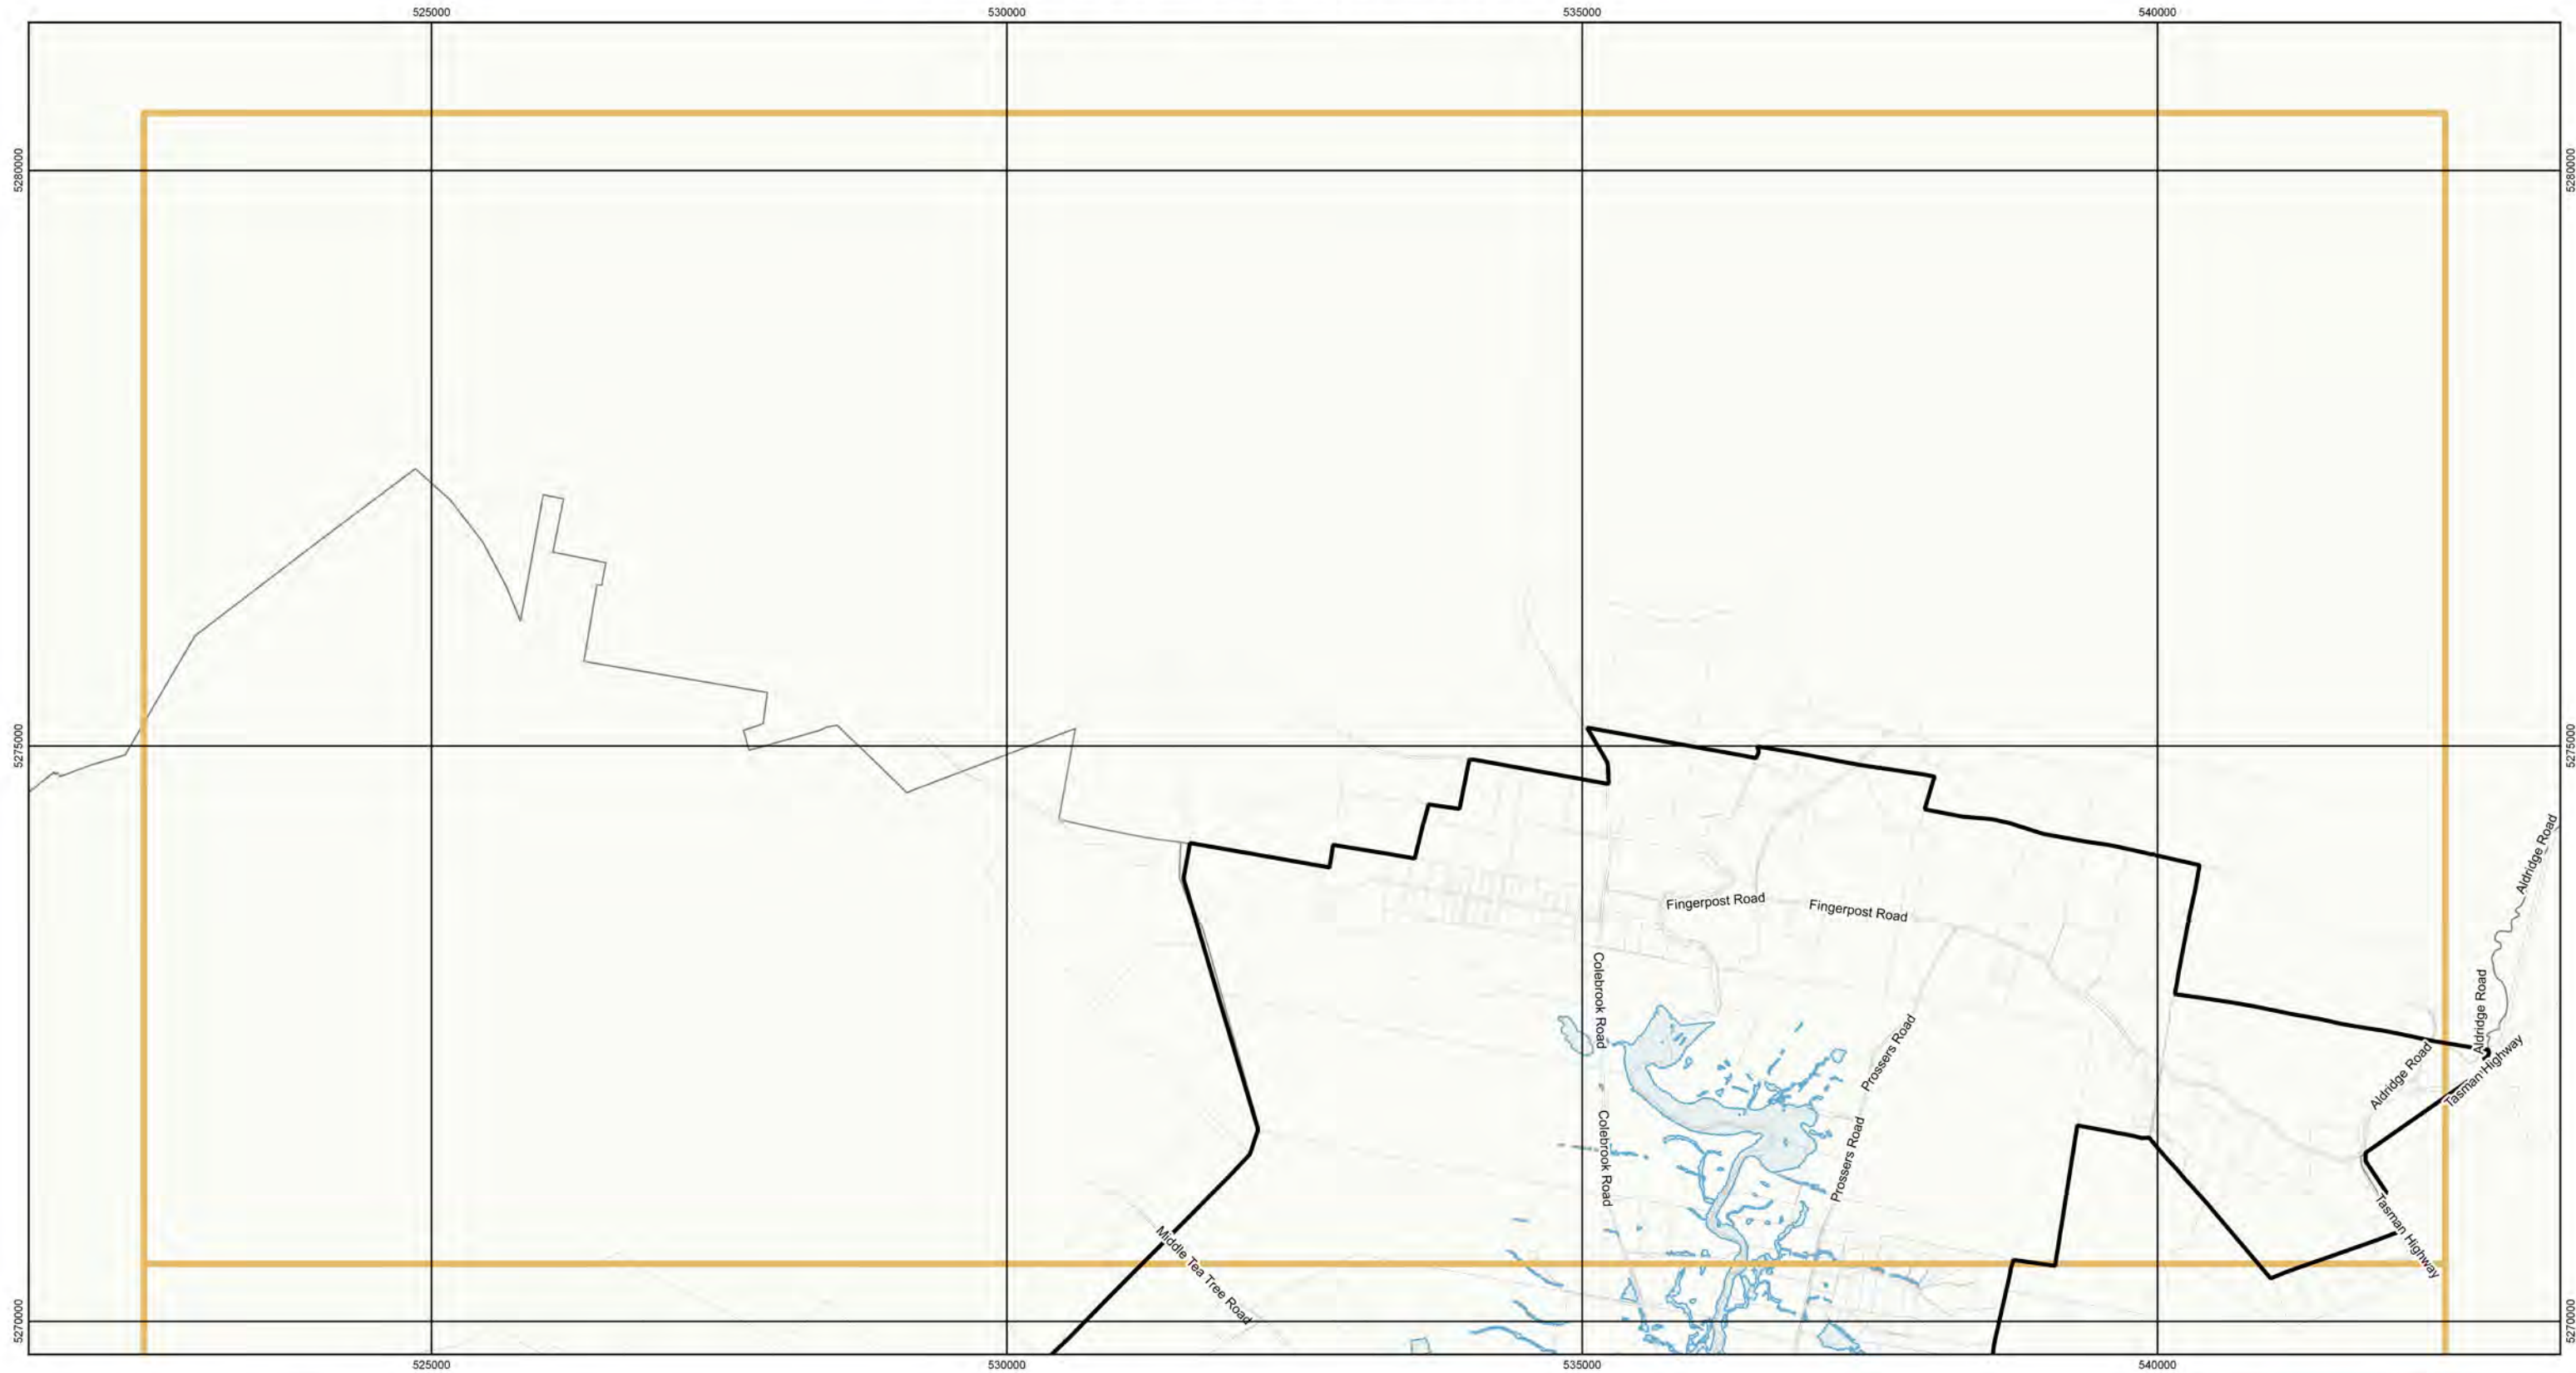 525000
530000
535000
540000
5280000
5280000
5275000
5275000
Aldridge Road
Fingerpost Road
Fingerpost Road
Colebrook Road
Aldridge Road
Prossers Road
Aldridge Road
Tasman Highway
Colebrook Road
Prossers Road
Tasman Highway
Middle Tea Tree Road
5270000
5270000
525000
530000
535000
540000